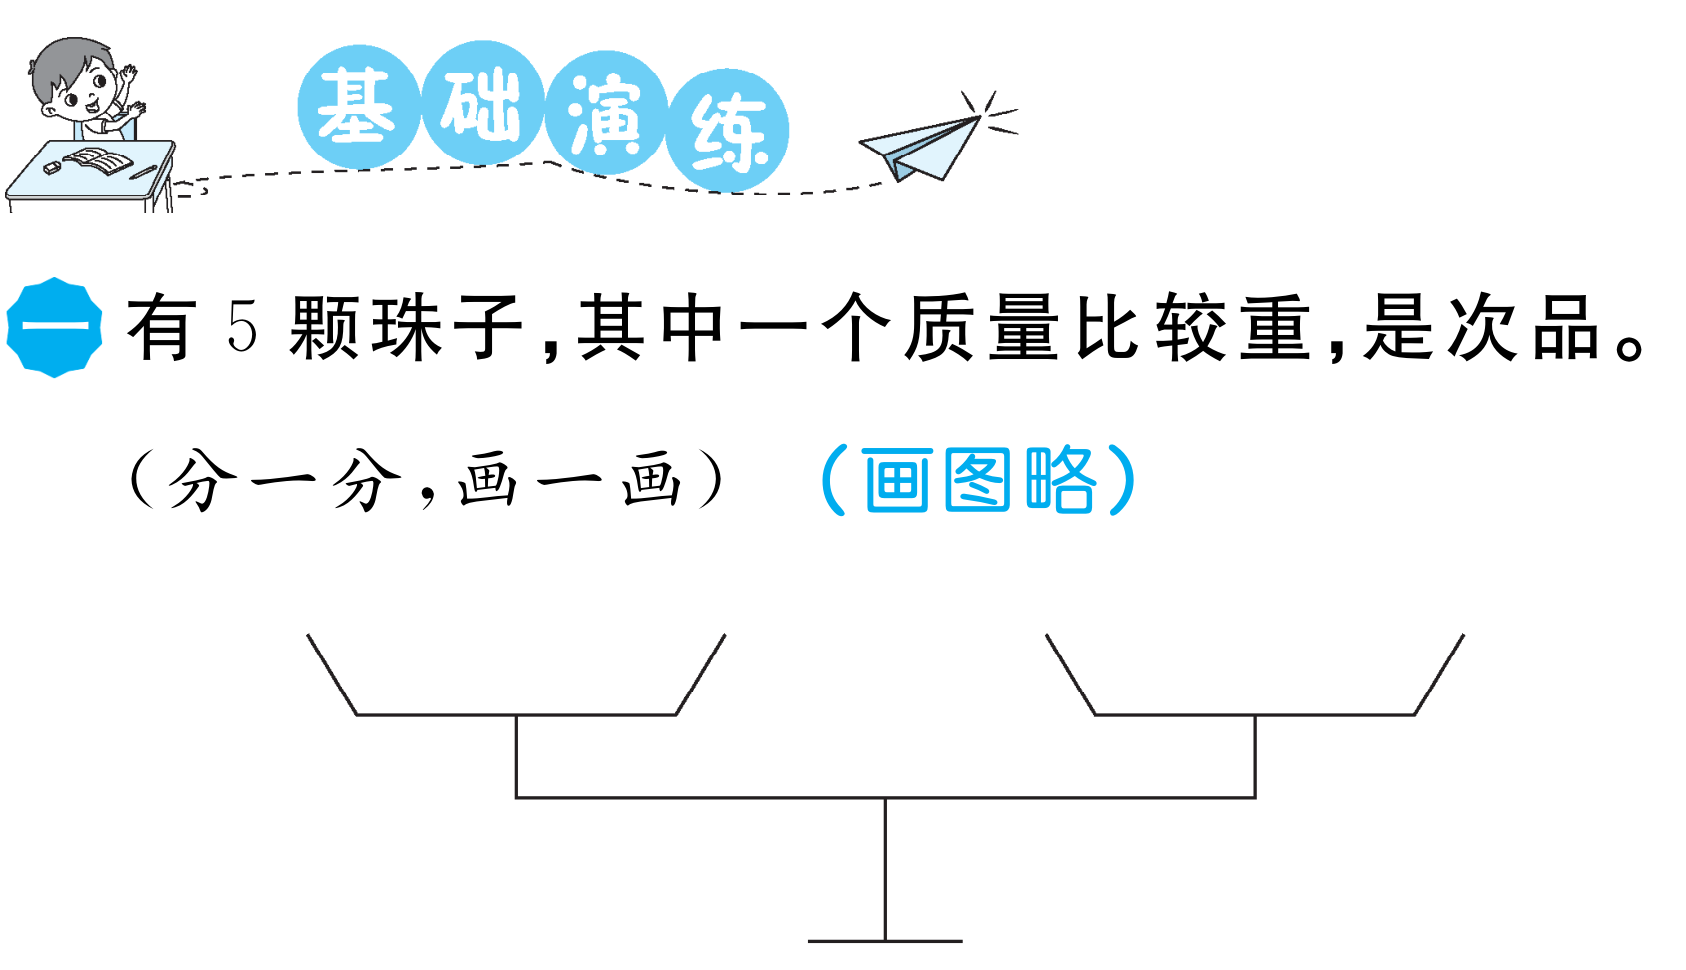 基础演练
一 有 5 颗珠子,其中一个质量比较重,是次品。
(分一分,画一画) (画图略)